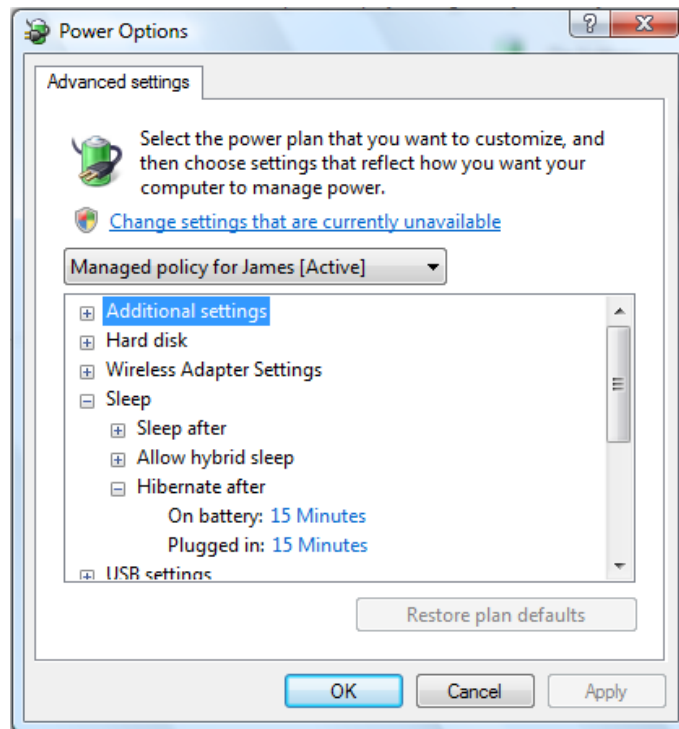 Power Options
?
Advanced settings
Select the power plan that you want to customize, and
then choose settings that reflect how you want your
computer to manage power.
Change settings that are currently unavailable
Managed policy for James [Active]
Additional settings
Hard disk
Wireless Adapter Settings
Sleep
Sleep after
Allow hybrid sleep
Hibernate after
On battery: 15 Minutes
Plugged in: 15 Minutes
USB settings
Restore plan defaults
OK Cancel Apply